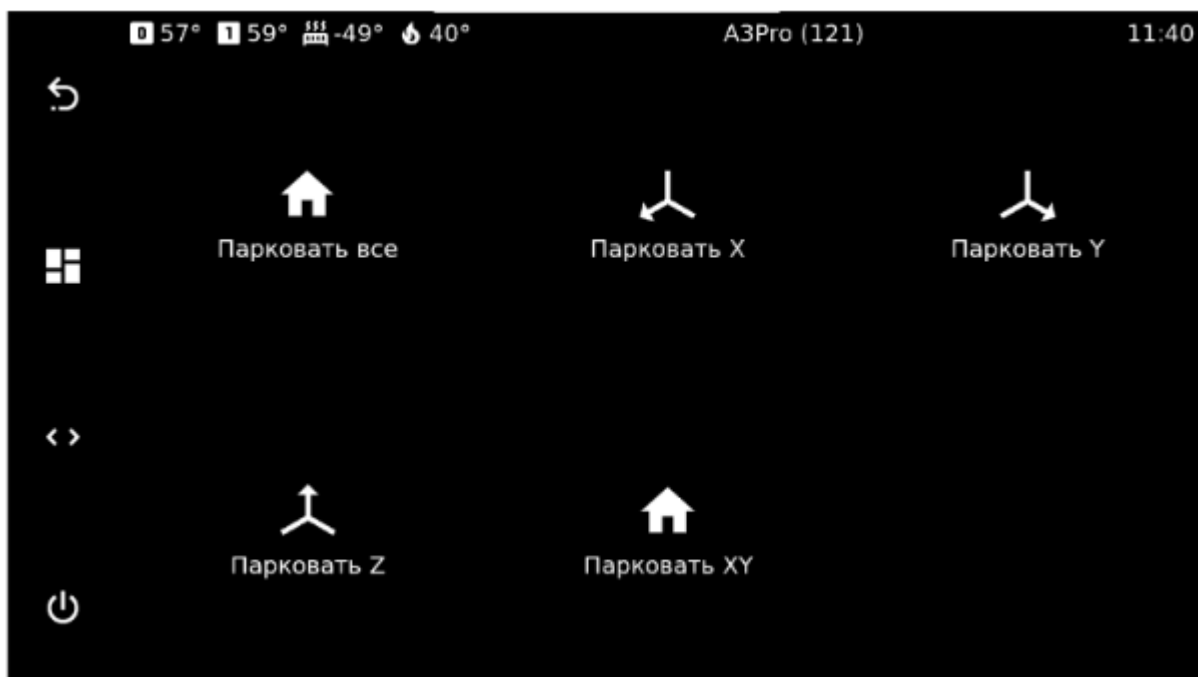 0 57° 1 59° -49° 40° A3Pro (121) 11:40
Парковать все Парковать X Парковать Y
Парковать Z Парковать XY